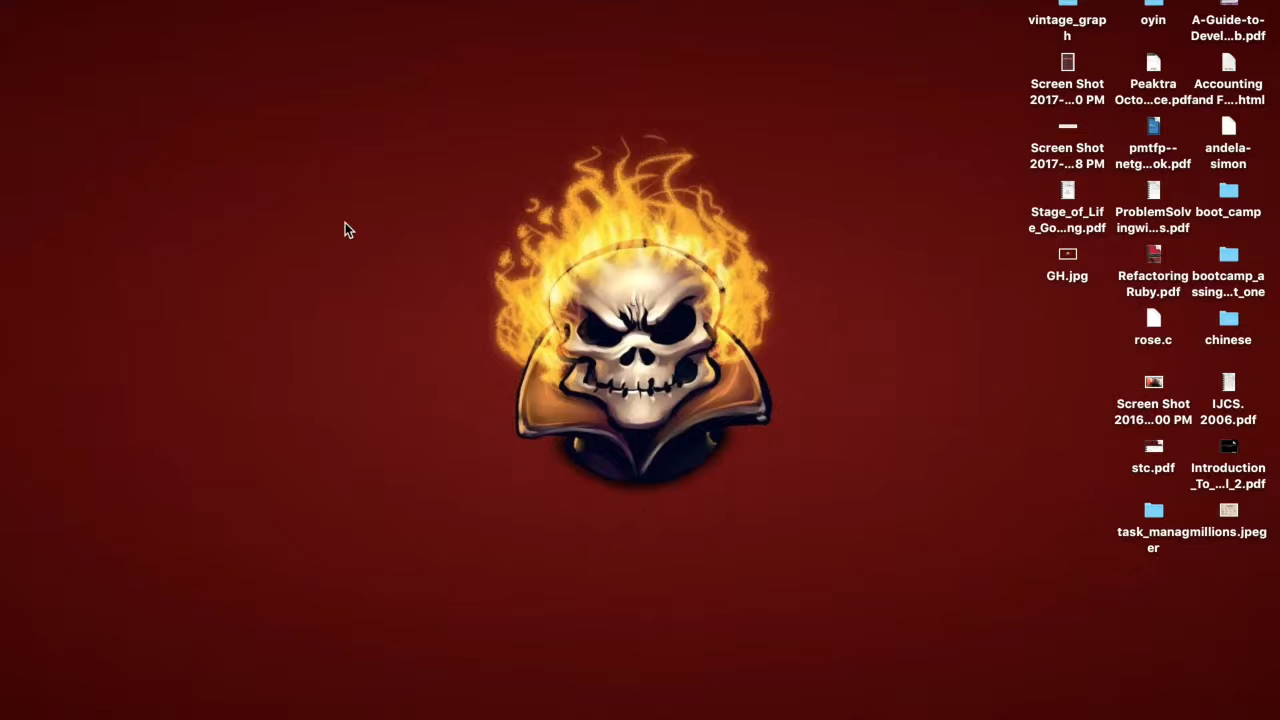 vintage_grap
h
oyin
A-Guide-to-
Devel...b.pdf
Screen Shot
2017-...0 PM
Peaktra
Octo...ce.pdf
Accounting
and F....html
Screen Shot
2017-...8 PM
pmtfp--
netg...ok.pdf
andela-
simon
Stage_of_Lif
e_Go...ng.pdf
ProblemSolv
ingwi...s.pdf
boot_camp
GH.jpg
Refactoring
Ruby.pdf
bootcamp_a
ssing...t_one
rose.c
chinese
Screen Shot
2016...00 PM
IJCS.
2006.pdf
stc.pdf
Introduction
_To_...l_2.pdf
task_manag
er
millions.jpeg